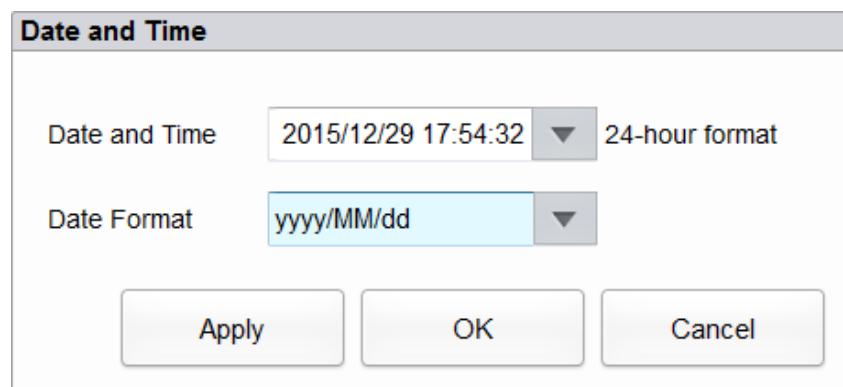 Date and Time
Date and Time 2015/12/29 17:54:32 24-hour format
Date Format yyyy/MM/dd
Apply OK Cancel